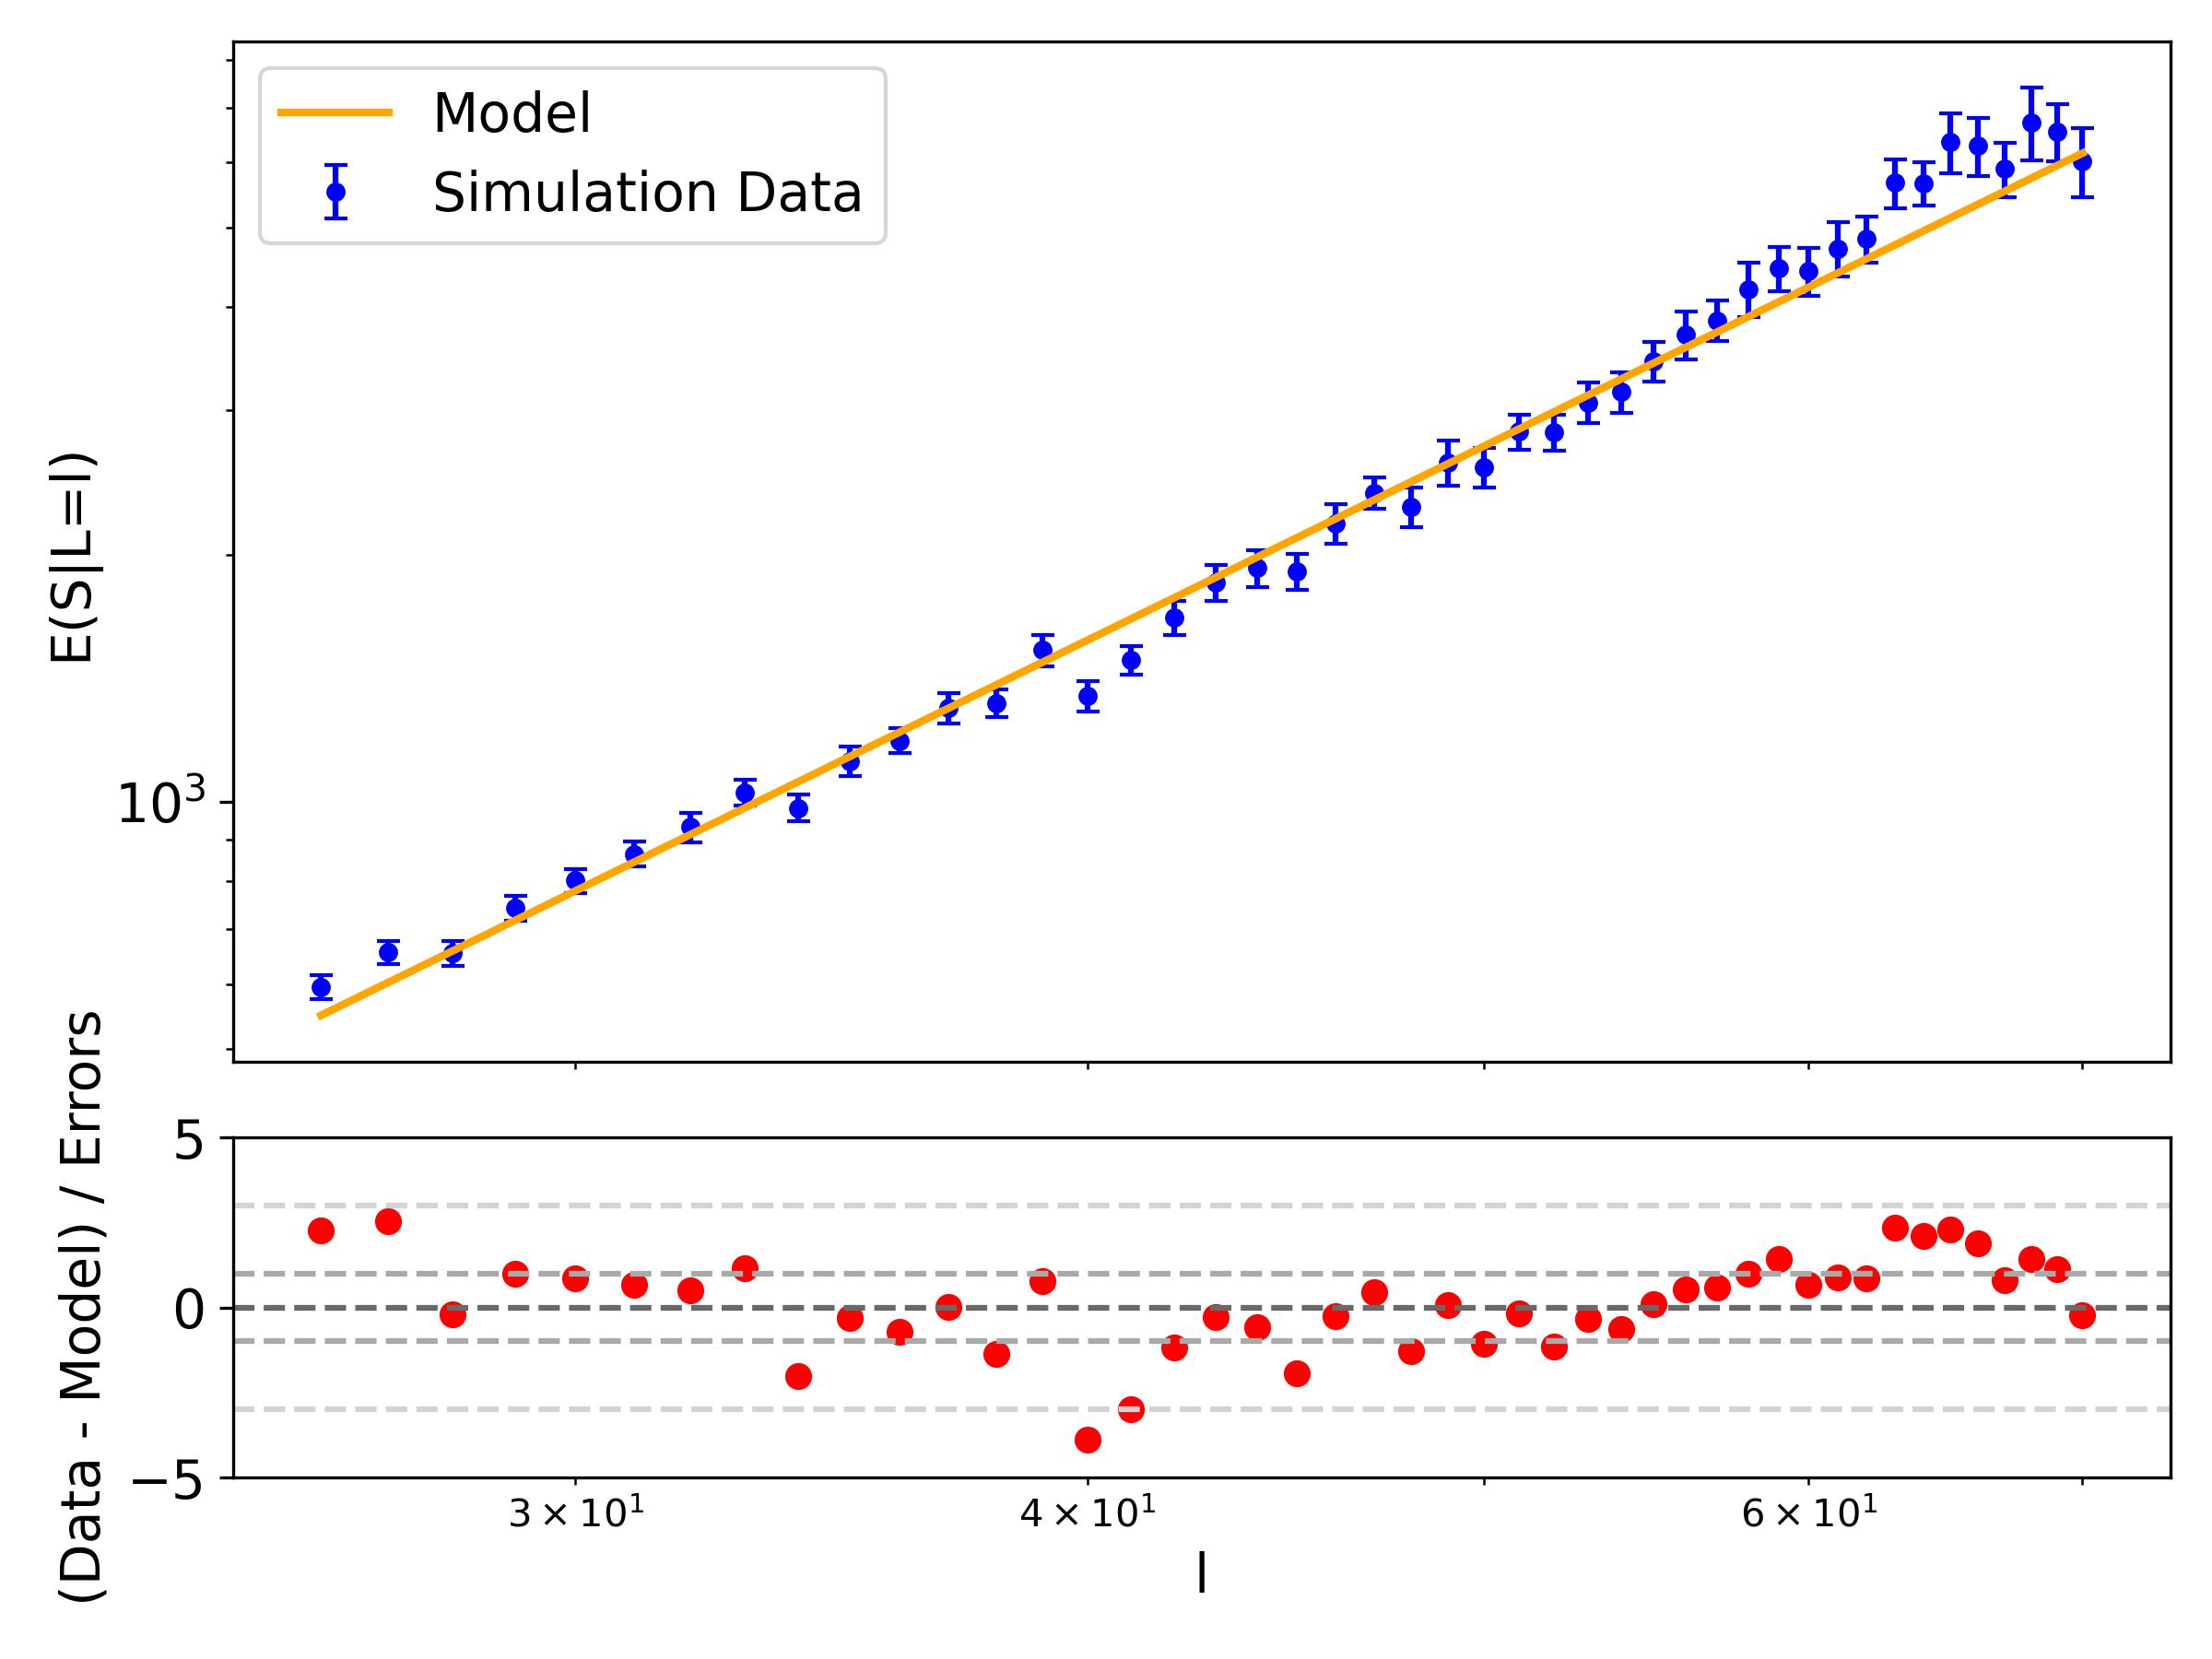 Model
Simulation Data
E(S|L=l)
10³
(Data - Model) / Errors
5
0
−5
3 × 10¹
4 × 10¹
6 × 10¹
l